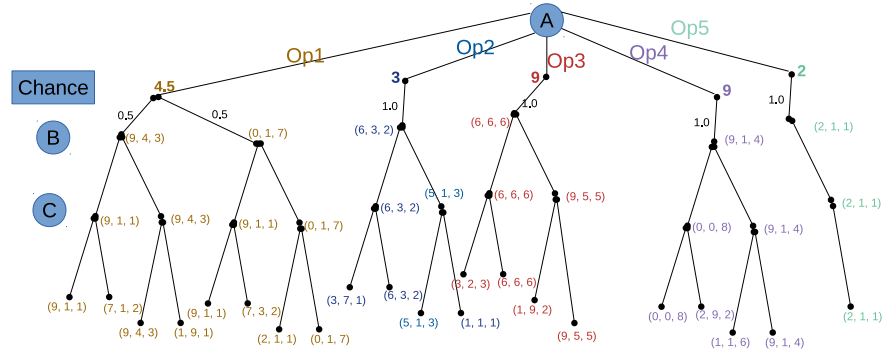 A
Op1
Op2
Op3
Op4
Op5
Chance
4.5
3
9
9
2
0.5
0.5
1.0
1.0
1.0
1.0
B
(9, 4, 3)
(0, 1, 7)
(6, 3, 2)
(6, 6, 6)
(9, 1, 4)
(2, 1, 1)
C
(9, 1, 1)
(9, 4, 3)
(9, 1, 1)
(0, 1, 7)
(6, 3, 2)
(5, 1, 3)
(6, 6, 6)
(9, 5, 5)
(0, 0, 8)
(9, 1, 4)
(2, 1, 1)
(9, 1, 1)
(7, 1, 2)
(9, 4, 3)
(1, 9, 1)
(9, 1, 1)
(7, 3, 2)
(2, 1, 1)
(0, 1, 7)
(3, 7, 1)
(6, 3, 2)
(5, 1, 3)
(1, 1, 1)
(3, 2, 3)
(6, 6, 6)
(1, 9, 2)
(9, 5, 5)
(0, 0, 8)
(2, 9, 2)
(1, 1, 6)
(9, 1, 4)
(2, 1, 1)